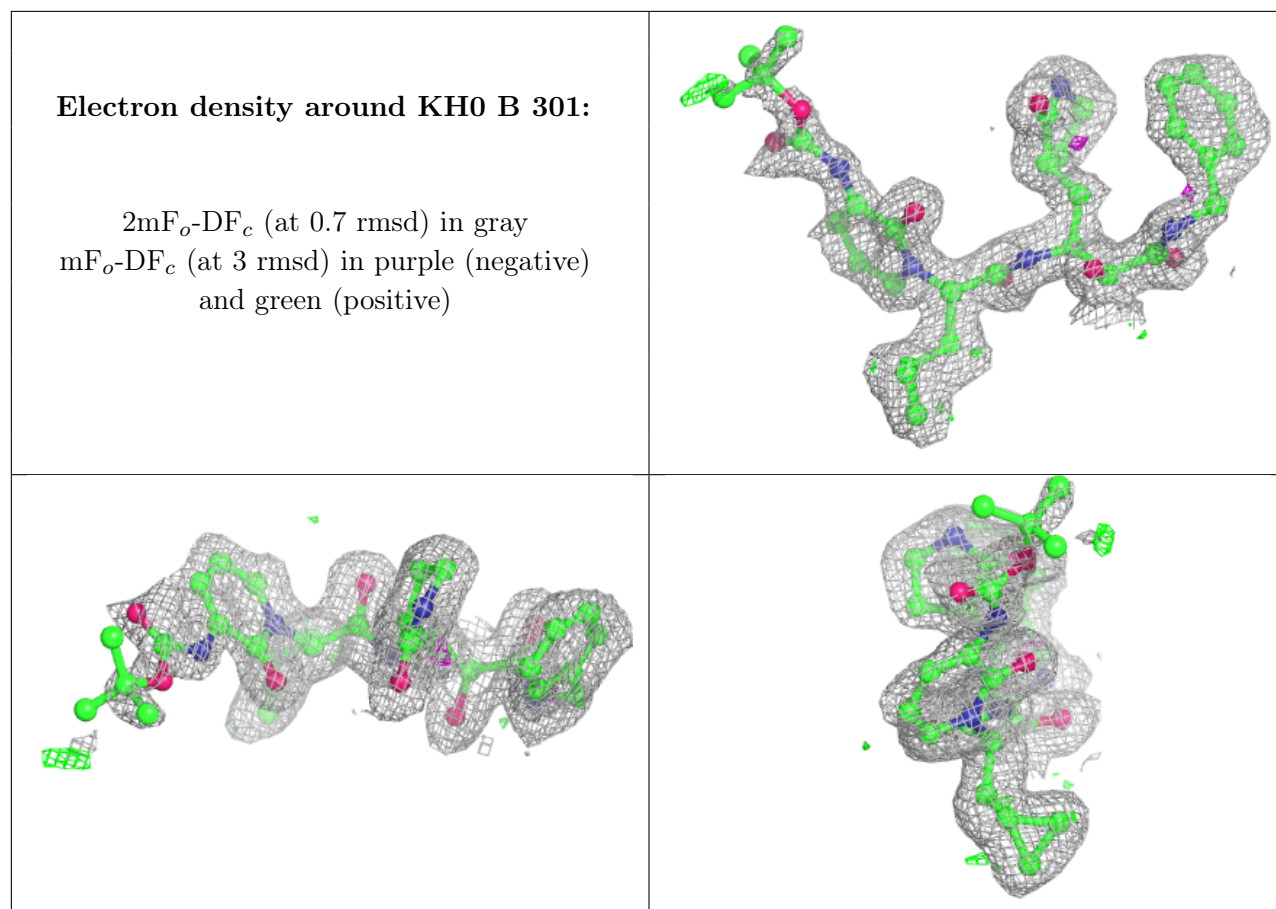 Electron density around KH0 B 301:
2mFo-DFc (at 0.7 rmsd) in gray
mFo-DFc (at 3 rmsd) in purple (negative)
and green (positive)